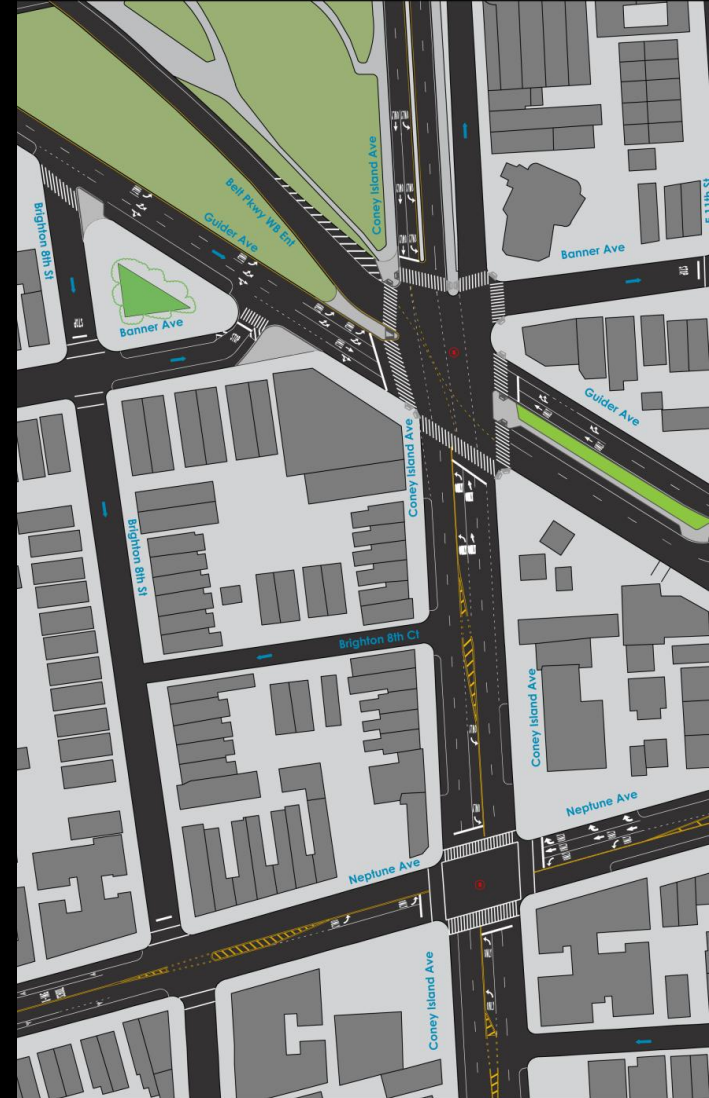 Coney Island Ave
Brighton 8th St
Belt Pkwy WB Ent
Guider Ave
E 11th St
Banner Ave
STOP
STOP
Banner Ave
Guider Ave
Coney Island Ave
Brighton 8th St
Brighton 8th Ct
Coney Island Ave
Neptune Ave
Neptune Ave
Coney Island Ave